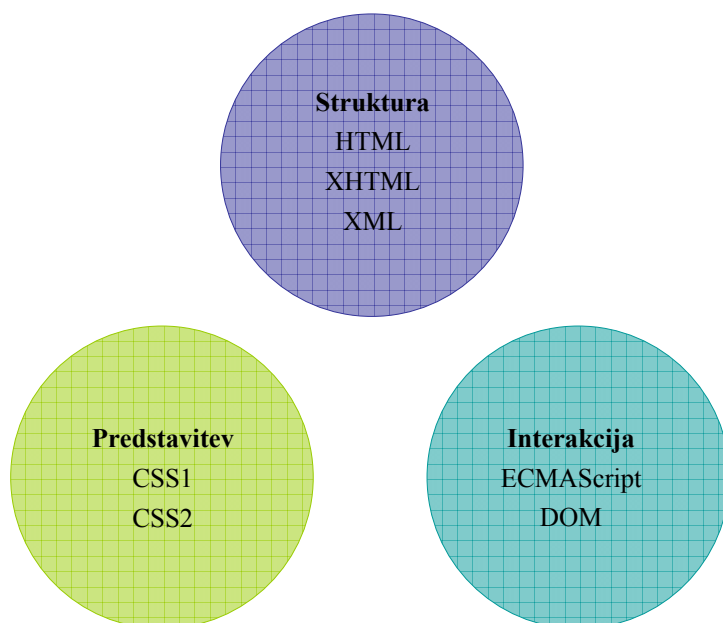 Struktura
HTML
XHTML
XML
Predstavitev
CSS1
CSS2
Interakcija
ECMAScript
DOM